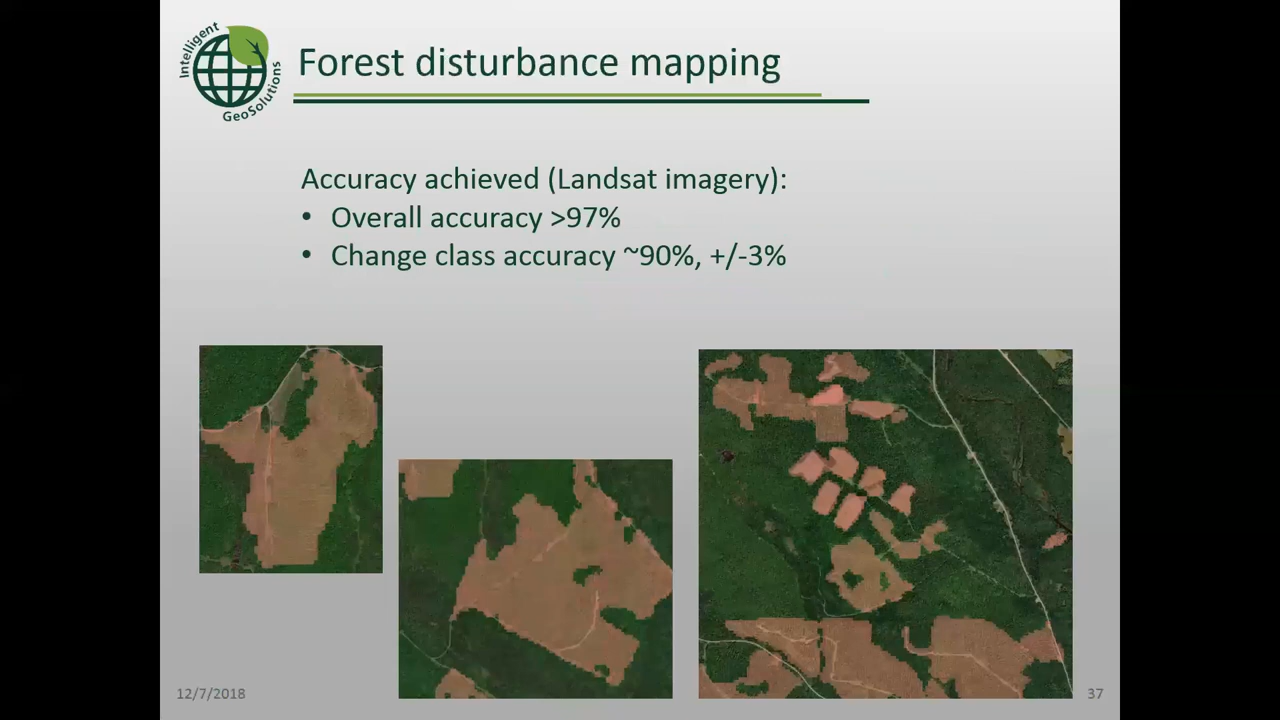 Intelligent
GeoSolutions
Forest disturbance mapping
Accuracy achieved (Landsat imagery):
• Overall accuracy >97%
• Change class accuracy ~90%, +/-3%
12/7/2018
37